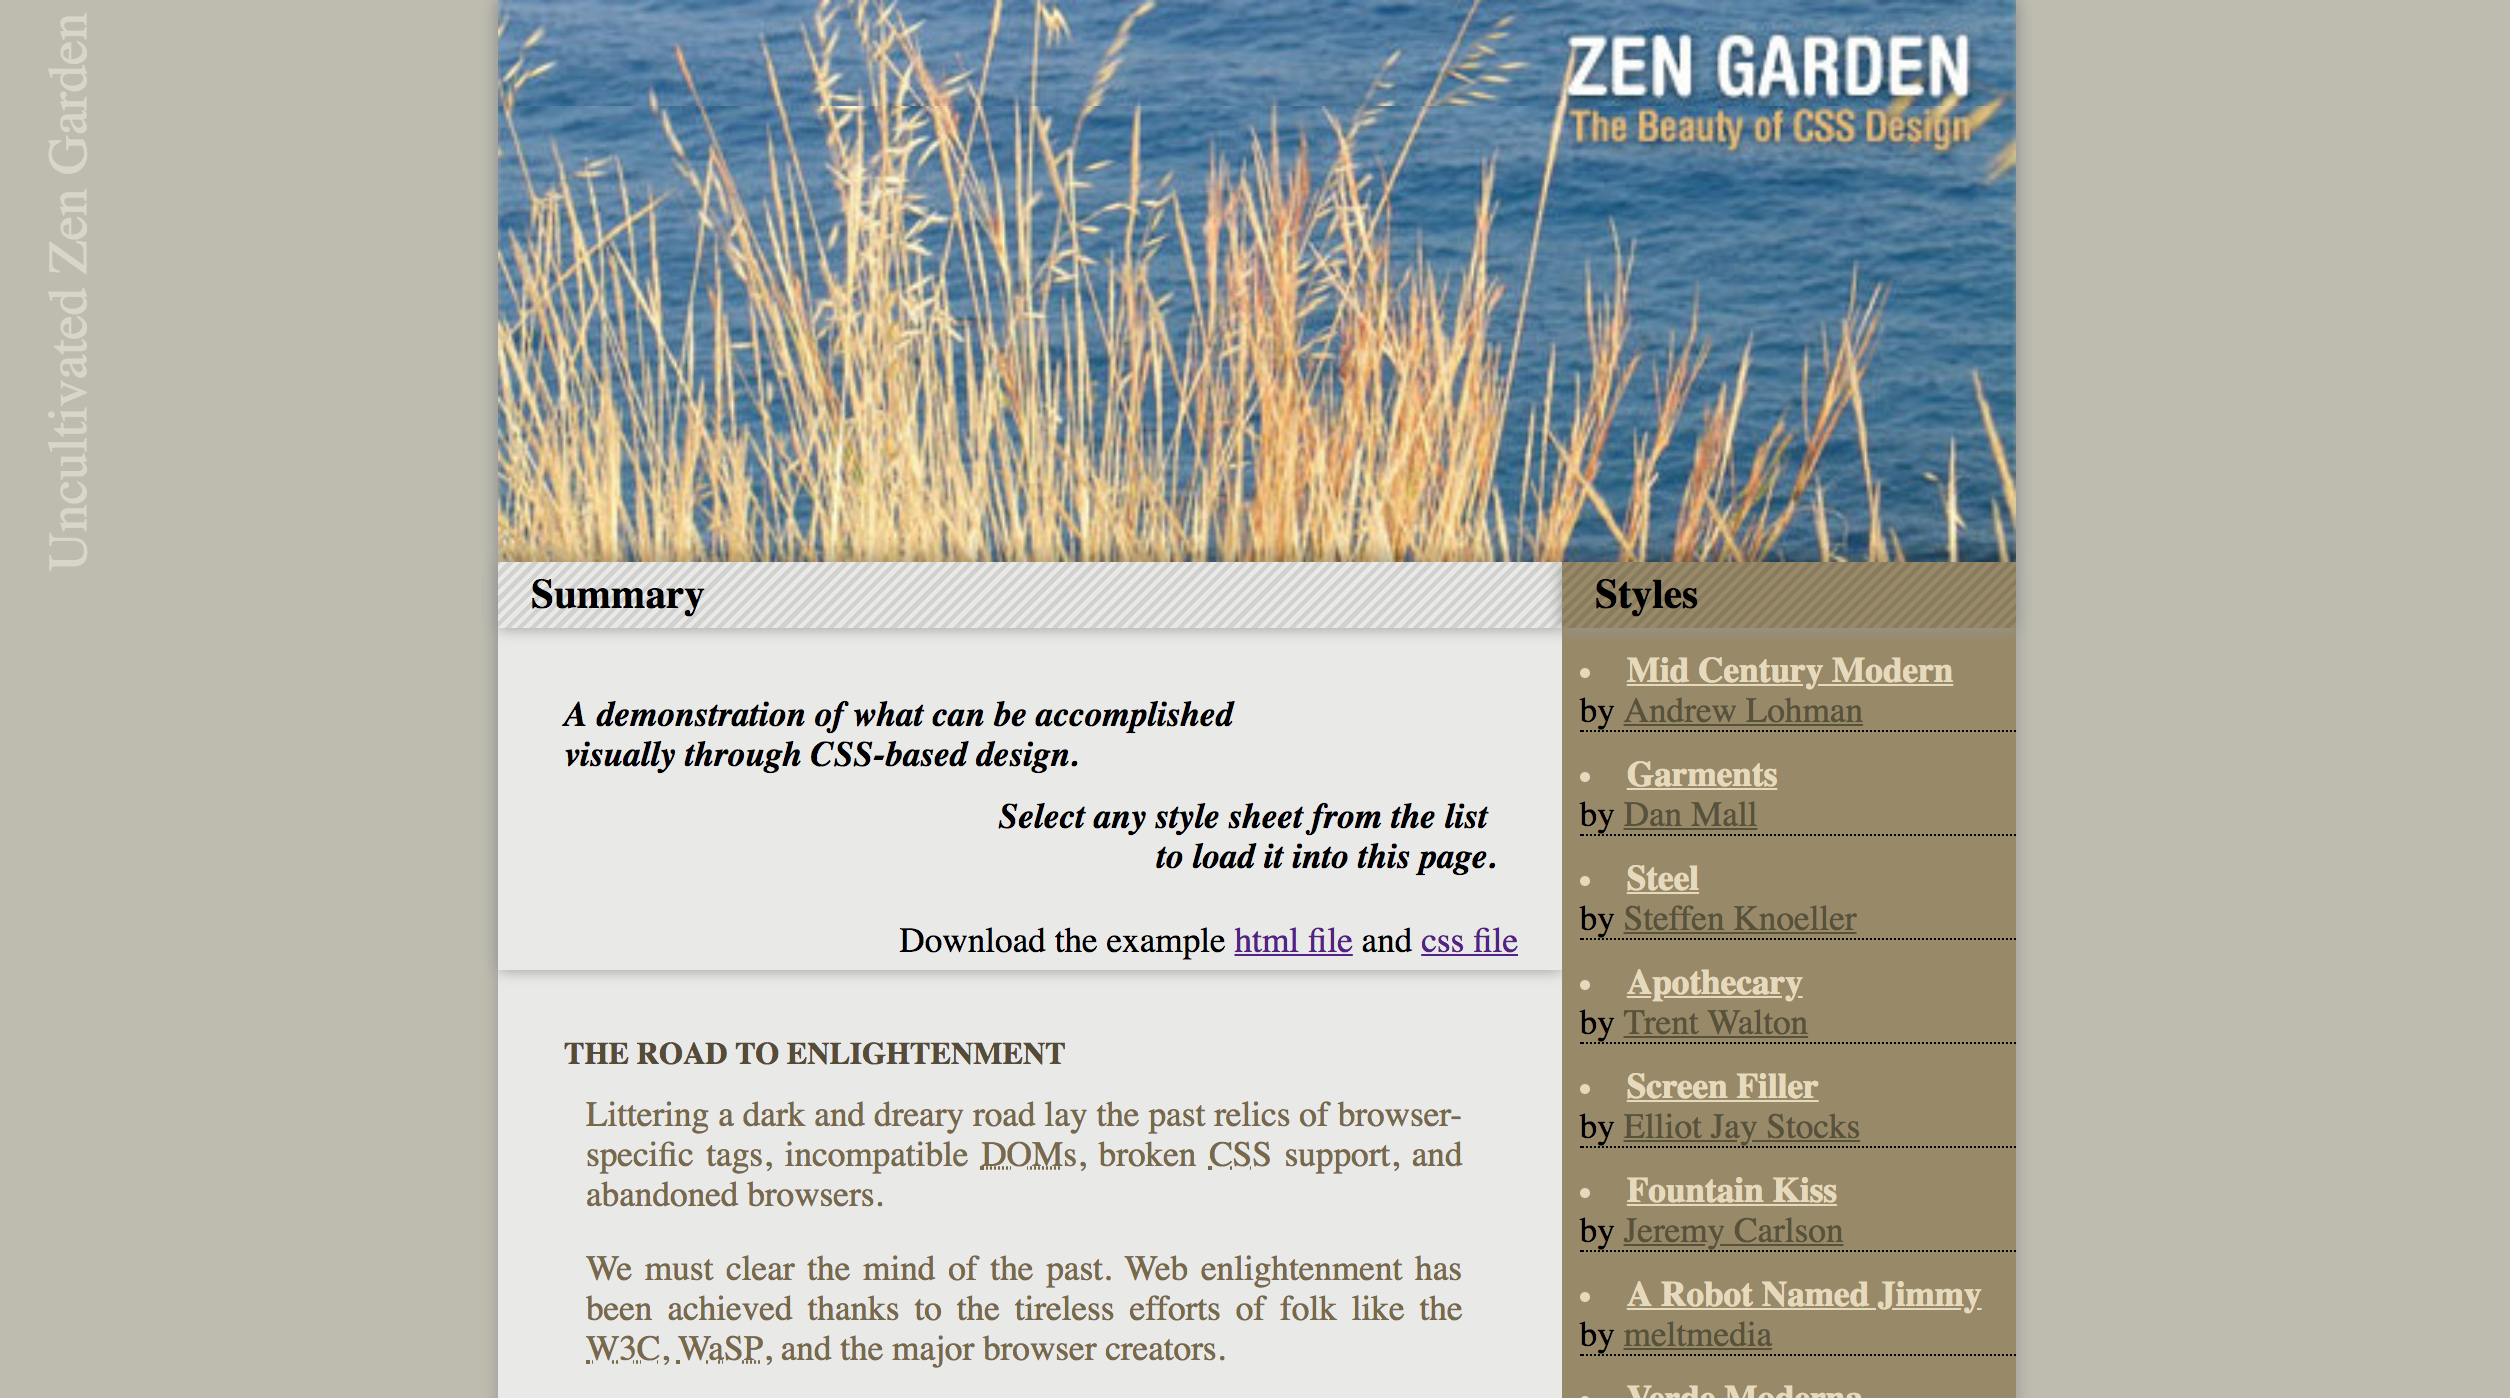 Uncultivated Zen Garden
ZEN GARDEN
The Beauty of CSS Design
Summary
A demonstration of what can be accomplished
visually through CSS-based design.
Select any style sheet from the list
to load it into this page.
Download the example html file and css file
THE ROAD TO ENLIGHTENMENT
Littering a dark and dreary road lay the past relics of browser-
specific tags, incompatible DOMs, broken CSS support, and
abandoned browsers.
We must clear the mind of the past. Web enlightenment has
been achieved thanks to the tireless efforts of folk like the
W3C, WaSP, and the major browser creators.
Styles
• Mid Century Modern
by Andrew Lohman
• Garments
by Dan Mall
• Steel
by Steffen Knoeller
• Apothecary
by Trent Walton
• Screen Filler
by Elliot Jay Stocks
• Fountain Kiss
by Jeremy Carlson
• A Robot Named Jimmy
by meltmedia
• Verde Moderna